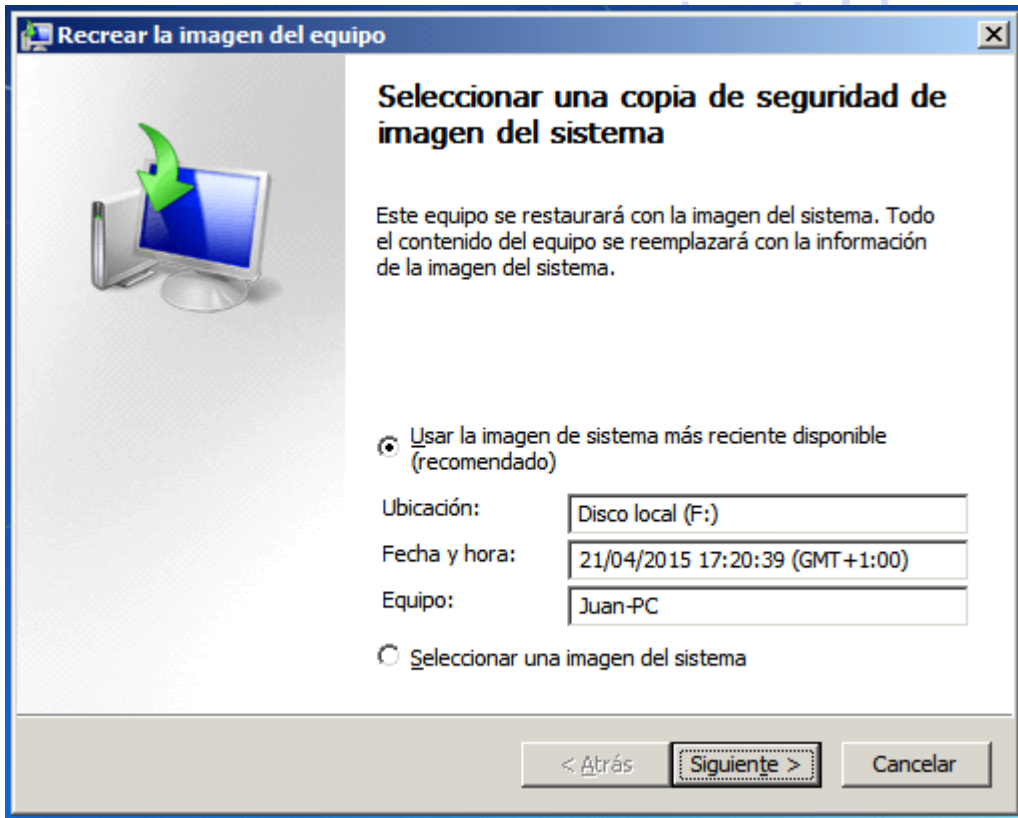 Recrear la imagen del equipo
Seleccionar una copia de seguridad de
imagen del sistema
Este equipo se restaurará con la imagen del sistema. Todo
el contenido del equipo se reemplazará con la información
de la imagen del sistema.
Usar la imagen de sistema más reciente disponible
(recomendado)
Ubicación: Disco local (F:)
Fecha y hora: 21/04/2015 17:20:39 (GMT+1:00)
Equipo: Juan-PC
Seleccionar una imagen del sistema
< Atrás Siguiente > Cancelar